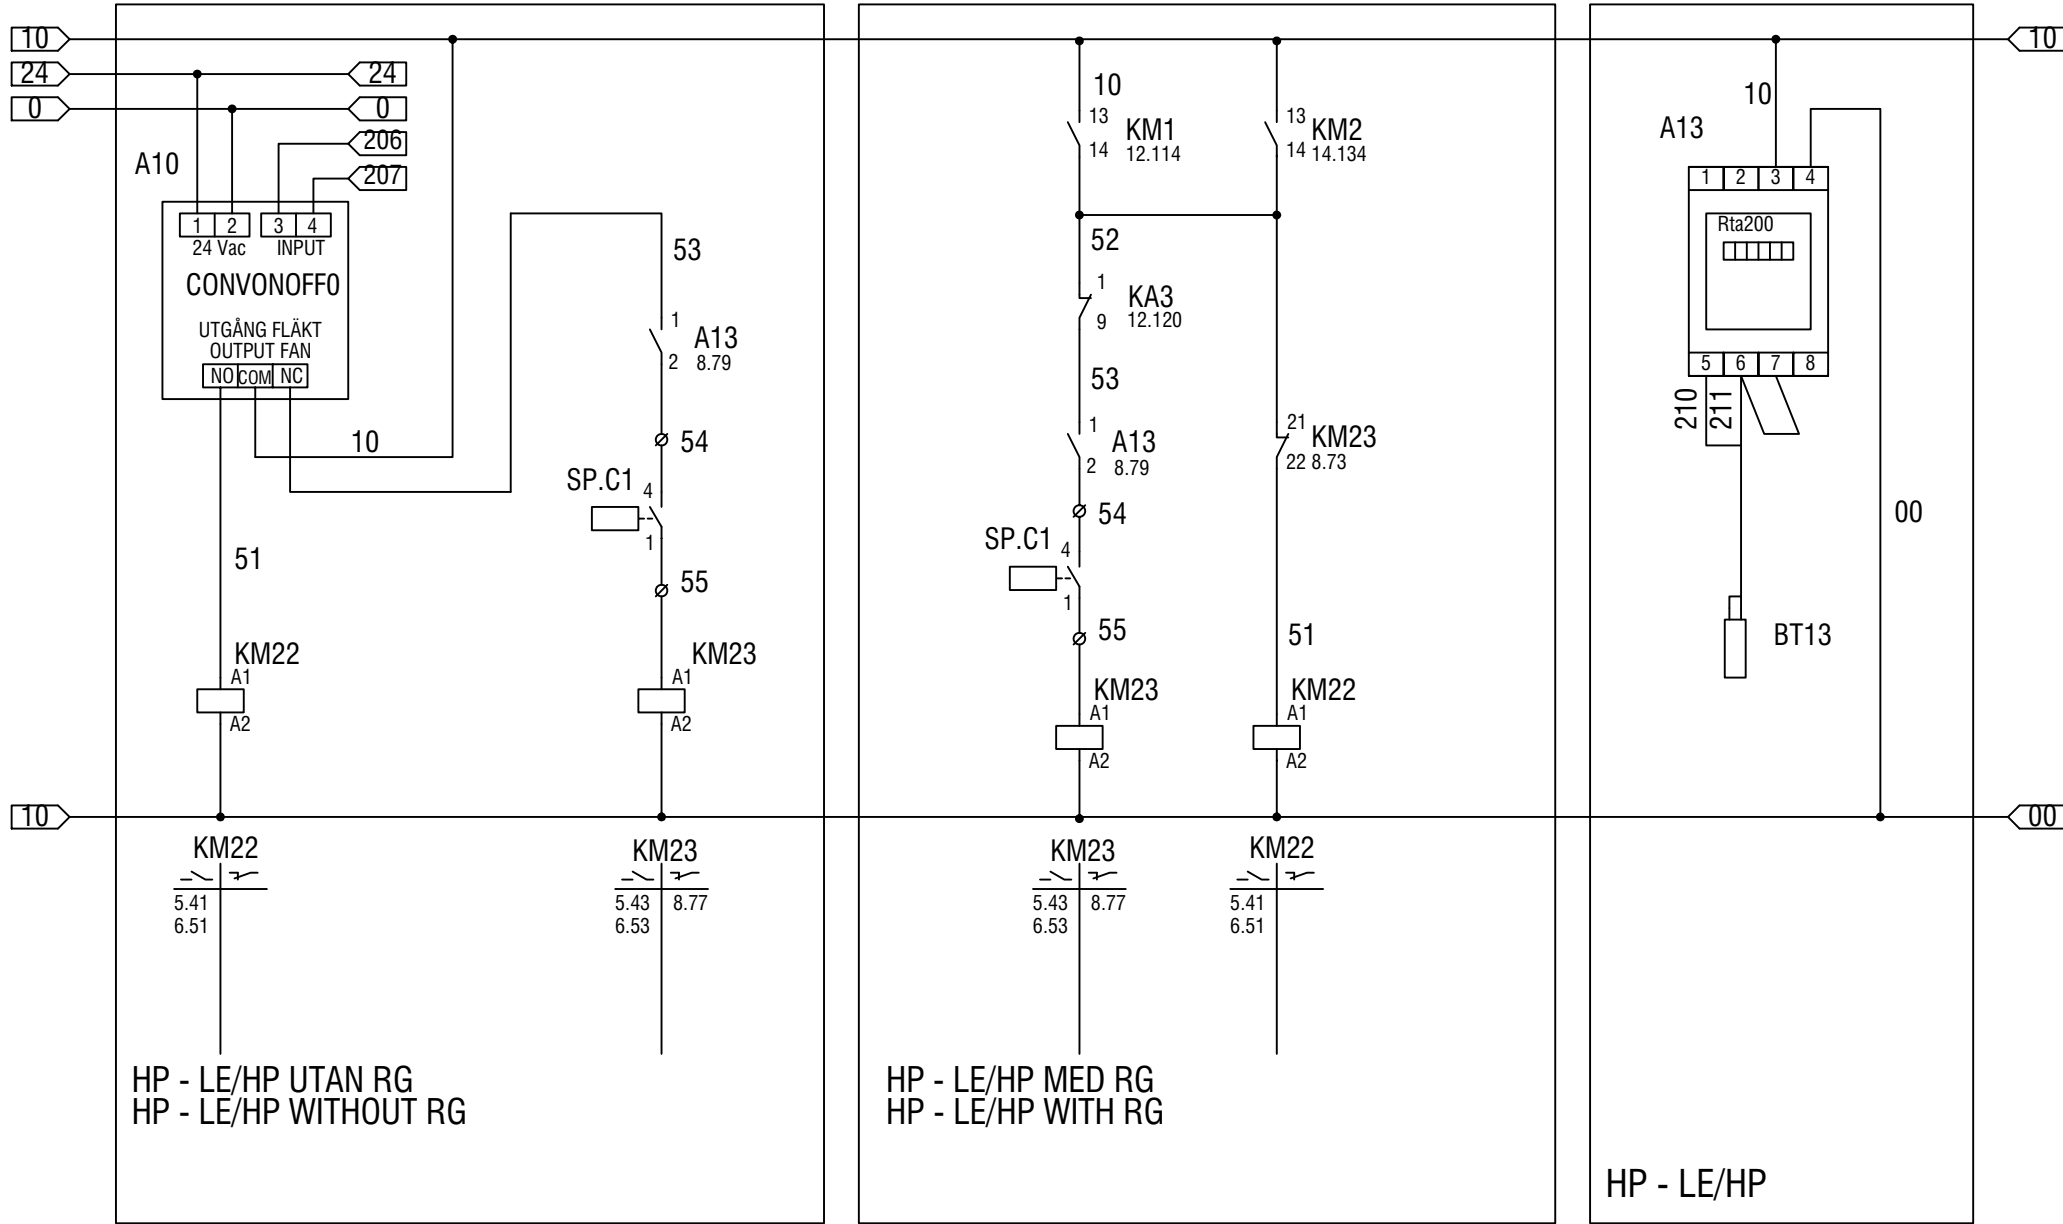 10
10
24
24
0
0
206
207
A10
1 2 3 4
24 Vac INPUT
CONVONOFF0
UTGÅNG FLÄKT
OUTPUT FAN
NO COM NC
10
51
53
1
A13
2 8.79
54
SP.C1 4
1
55
KM22
A1
A2
KM23
A1
A2
10
KM22
5.41
6.51
KM23
5.43 8.77
6.53
HP - LE/HP UTAN RG
HP - LE/HP WITHOUT RG
10
13
KM1
14 12.114
13
KM2
14 14.134
52
1
KA3
9 12.120
53
1
A13
2 8.79
54
SP.C1 4
1
55
21
KM23
22 8.73
51
KM23
A1
A2
KM22
A1
A2
KM23
5.43 8.77
6.53
KM22
5.41
6.51
HP - LE/HP MED RG
HP - LE/HP WITH RG
10
A13
1 2 3 4
Rta200
5 6 7 8
210
211
00
BT13
00
HP - LE/HP